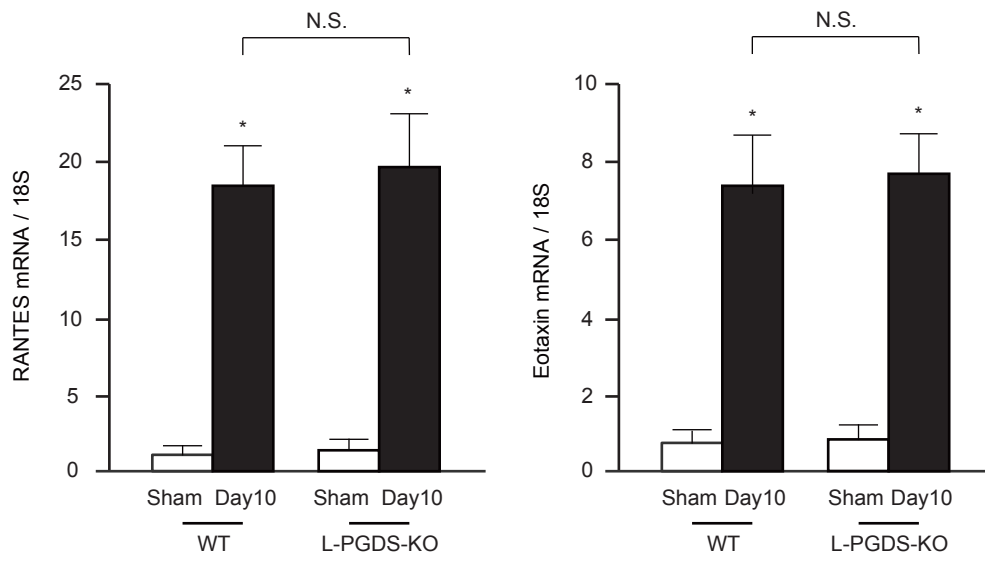 N.S.
25
20
15
10
5
0
RANTES mRNA / 18S
*
*
Sham Day10 Sham Day10
WT L-PGDS-KO
N.S.
10
8
6
4
2
0
Eotaxin mRNA / 18S
*
*
Sham Day10 Sham Day10
WT L-PGDS-KO